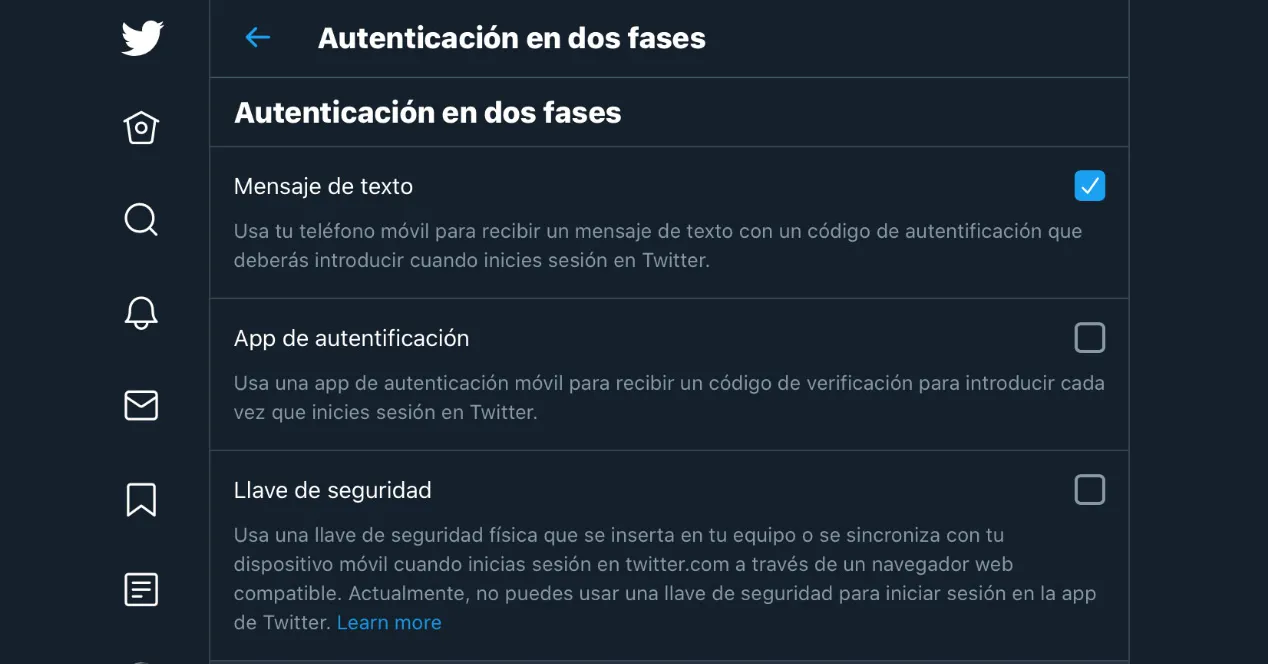 Autenticación en dos fases
Autenticación en dos fases
Mensaje de texto
Usa tu teléfono móvil para recibir un mensaje de texto con un código de autentificación que
deberás introducir cuando inicies sesión en Twitter.
App de autentificación
Usa una app de autenticación móvil para recibir un código de verificación para introducir cada
vez que inicies sesión en Twitter.
Llave de seguridad
Usa una llave de seguridad física que se inserta en tu equipo o se sincroniza con tu
dispositivo móvil cuando inicias sesión en twitter.com a través de un navegador web
compatible. Actualmente, no puedes usar una llave de seguridad para iniciar sesión en la app
de Twitter. Learn more